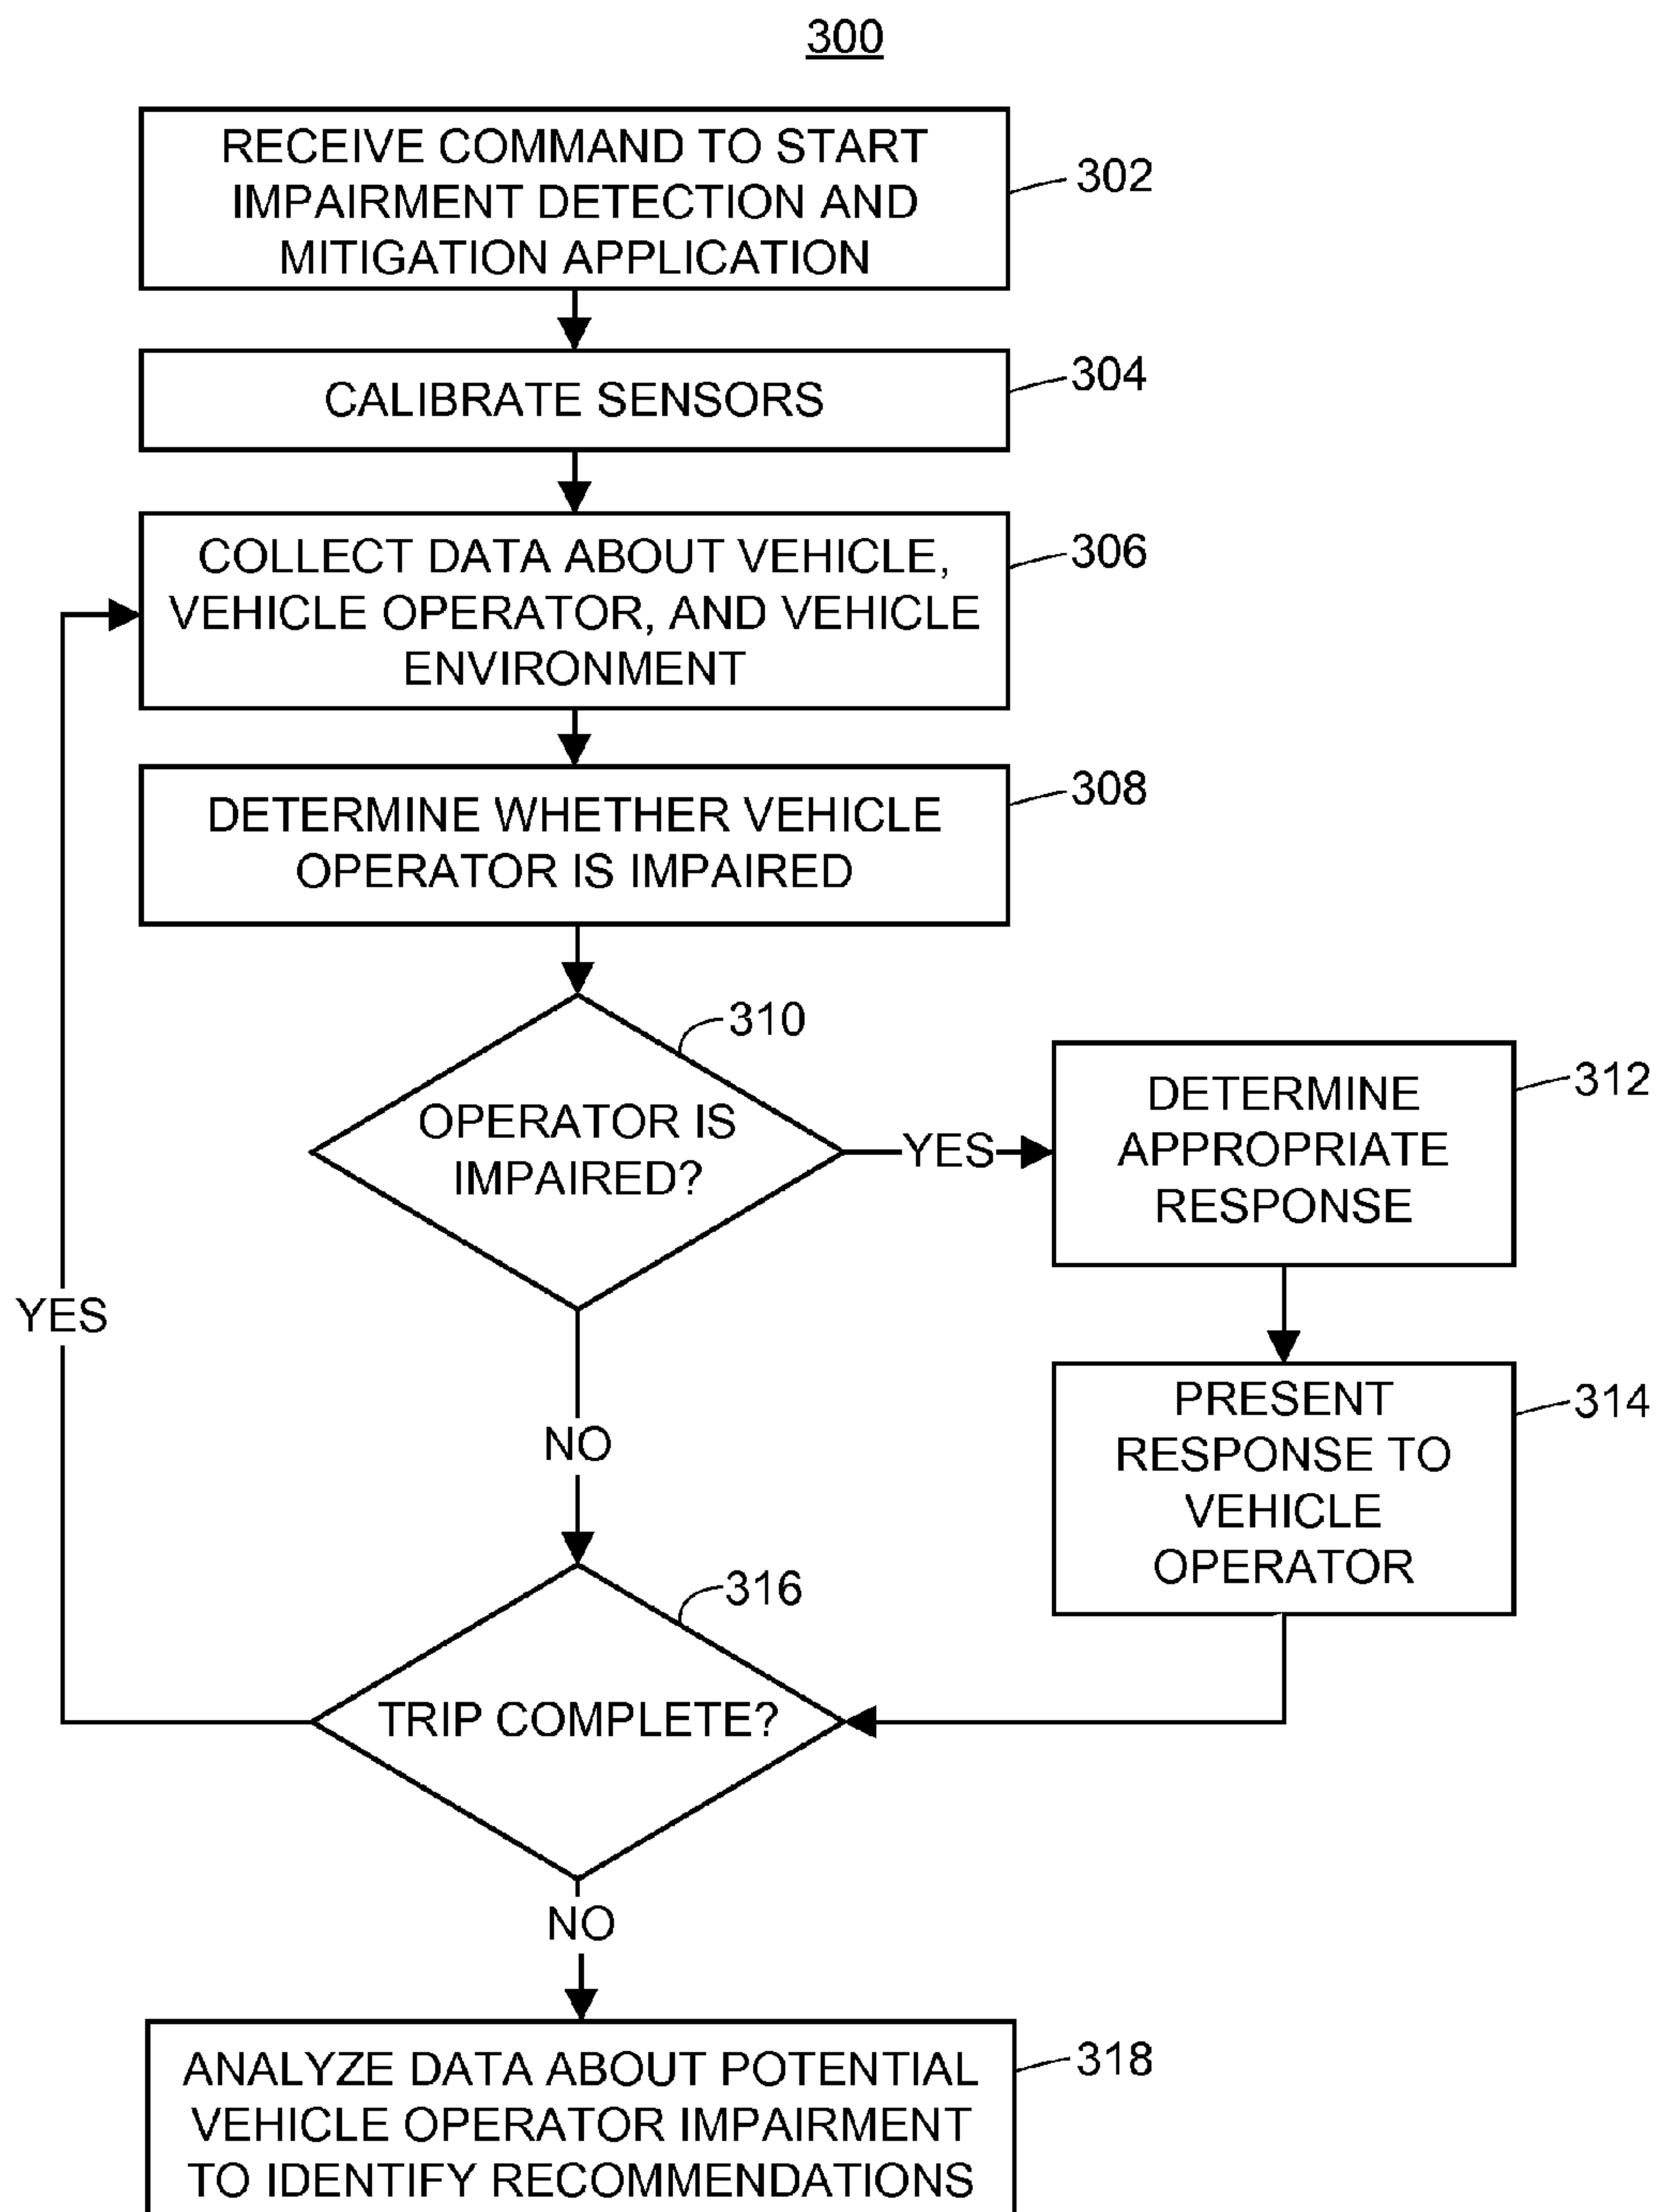 300
RECEIVE COMMAND TO START
IMPAIRMENT DETECTION AND
MITIGATION APPLICATION
302
CALIBRATE SENSORS
304
COLLECT DATA ABOUT VEHICLE,
VEHICLE OPERATOR, AND VEHICLE
ENVIRONMENT
306
DETERMINE WHETHER VEHICLE
OPERATOR IS IMPAIRED
308
OPERATOR IS
IMPAIRED?
310
YES
DETERMINE
APPROPRIATE
RESPONSE
312
PRESENT
RESPONSE TO
VEHICLE
OPERATOR
314
NO
TRIP COMPLETE?
316
YES
NO
ANALYZE DATA ABOUT POTENTIAL
VEHICLE OPERATOR IMPAIRMENT
TO IDENTIFY RECOMMENDATIONS
318